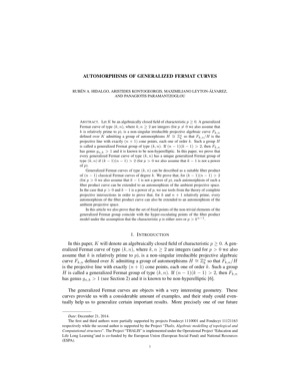 AUTOMORPHISMS OF GENERALIZED FERMAT CURVES
RUBÉN A. HIDALGO, ARISTIDES KONTOGEORGIS, MAXIMILIANO LEYTON-ÁLVAREZ,
AND PANAGIOTIS PARAMANTZOGLOU
ABSTRACT. Let K be an algebraically closed field of characteristic p ≥ 0. A generalized
Fermat curve of type (k, n), where k, n ≥ 2 are integers (for p ≠ 0 we also assume that
k is relatively prime to p), is a non-singular irreducible projective algebraic curve F_{k,n}
defined over K admitting a group of automorphisms H ≅ Z_k^n so that F_{k,n}/H is the
projective line with exactly (n + 1) cone points, each one of order k. Such a group H
is called a generalized Fermat group of type (k, n). If (n − 1)(k − 1) > 2, then F_{k,n}
has genus g_{n,k} > 1 and it is known to be non-hyperelliptic. In this paper, we prove that
every generalized Fermat curve of type (k, n) has a unique generalized Fermat group of
type (k, n) if (k − 1)(n − 1) > 2 (for p > 0 we also assume that k − 1 is not a power
of p).
Generalized Fermat curves of type (k, n) can be described as a suitable fiber product
of (n − 1) classical Fermat curves of degree k. We prove that, for (k − 1)(n − 1) > 2
(for p > 0 we also assume that k − 1 is not a power of p), each automorphism of such a
fiber product curve can be extended to an automorphism of the ambient projective space.
In the case that p > 0 and k − 1 is a power of p, we use tools from the theory of complete
projective intersections in order to prove that, for k and n + 1 relatively prime, every
automorphism of the fiber product curve can also be extended to an automorphism of the
ambient projective space.
In this article we also prove that the set of fixed points of the non-trivial elements of the
generalized Fermat group coincide with the hyper-osculating points of the fiber product
model under the assumption that the characteristic p is either zero or p > k^{n−1}.
1. INTRODUCTION
In this paper, K will denote an algebraically closed field of characteristic p ≥ 0. A gen-
eralized Fermat curve of type (k, n), where k, n ≥ 2 are integers (and for p > 0 we also
assume that k is relatively prime to p), is a non-singular irreducible projective algebraic
curve F_{k,n} defined over K admitting a group of automorphisms H ≅ Z_k^n so that F_{k,n}/H
is the projective line with exactly (n+1) cone points, each one of order k. Such a group
H is called a generalized Fermat group of type (k, n). If (n − 1)(k − 1) > 2, then F_{k,n}
has genus g_{n,k} > 1 (see Section 2) and it is known to be non-hyperelliptic [6].
The generalized Fermat curves are objects with a very interesting geometry. These
curves provide us with a considerable amount of examples, and their study could even-
tually help us to generalize certain important results. More precisely one of our future
Date: December 21, 2014.
The first and third authors were partially supported by projects Fondecyt 1110001 and Fondecyt 11121163
respectively while the second author is supported by the Project "Thalis, Algebraic modelling of topological and
Computational structures". The Project "THALIS" is implemented under the Operational Project "Education and
Life Long Learning" and is co-funded by the European Union (European Social Fund) and National Resources
(ESPA).
1